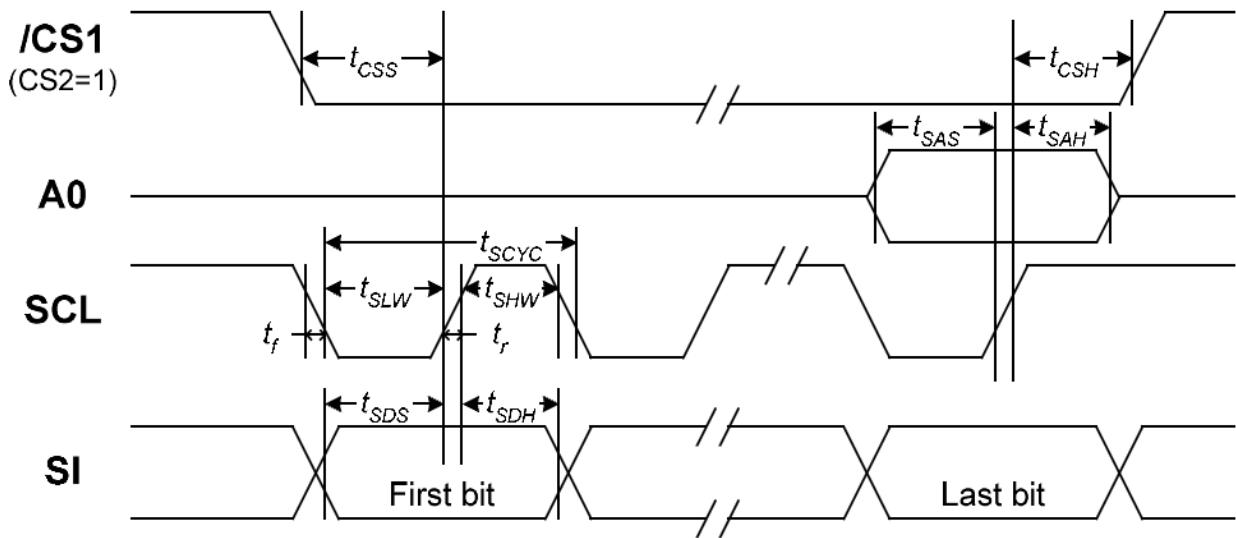 /CS1
(CS2=1)
tCSS
tCSH
tSAS
tSAH
A0
tSCYC
tSLW
tSHW
SCL
tf
tr
tSDS
tSDH
SI
First bit
Last bit